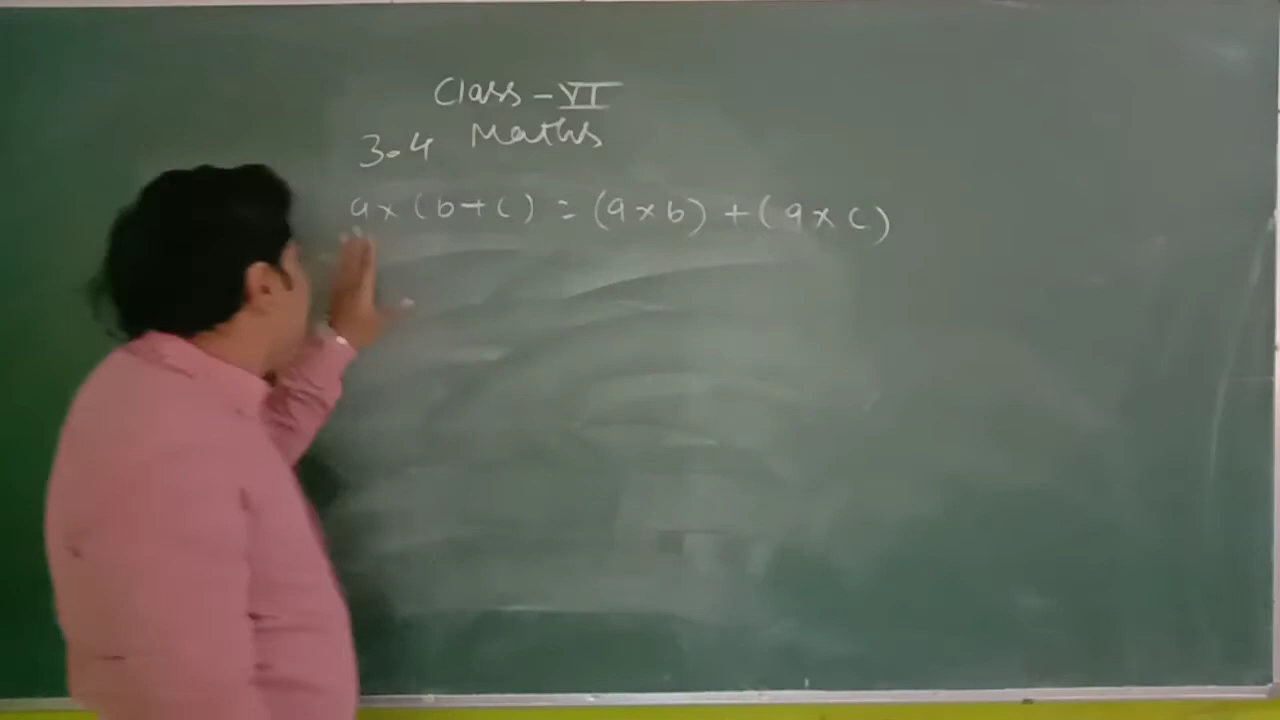 Class - VI
3.4 Maths
a × (b + c) = (a × b) + (a × c)